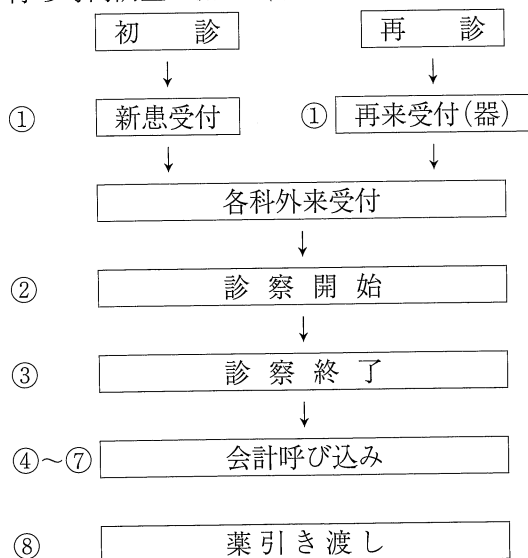 初診 再診
① 新患受付 ① 再来受付(器)
各科外来受付
② 診察開始
③ 診察終了
④～⑦ 会計呼び込み
⑧ 薬引き渡し